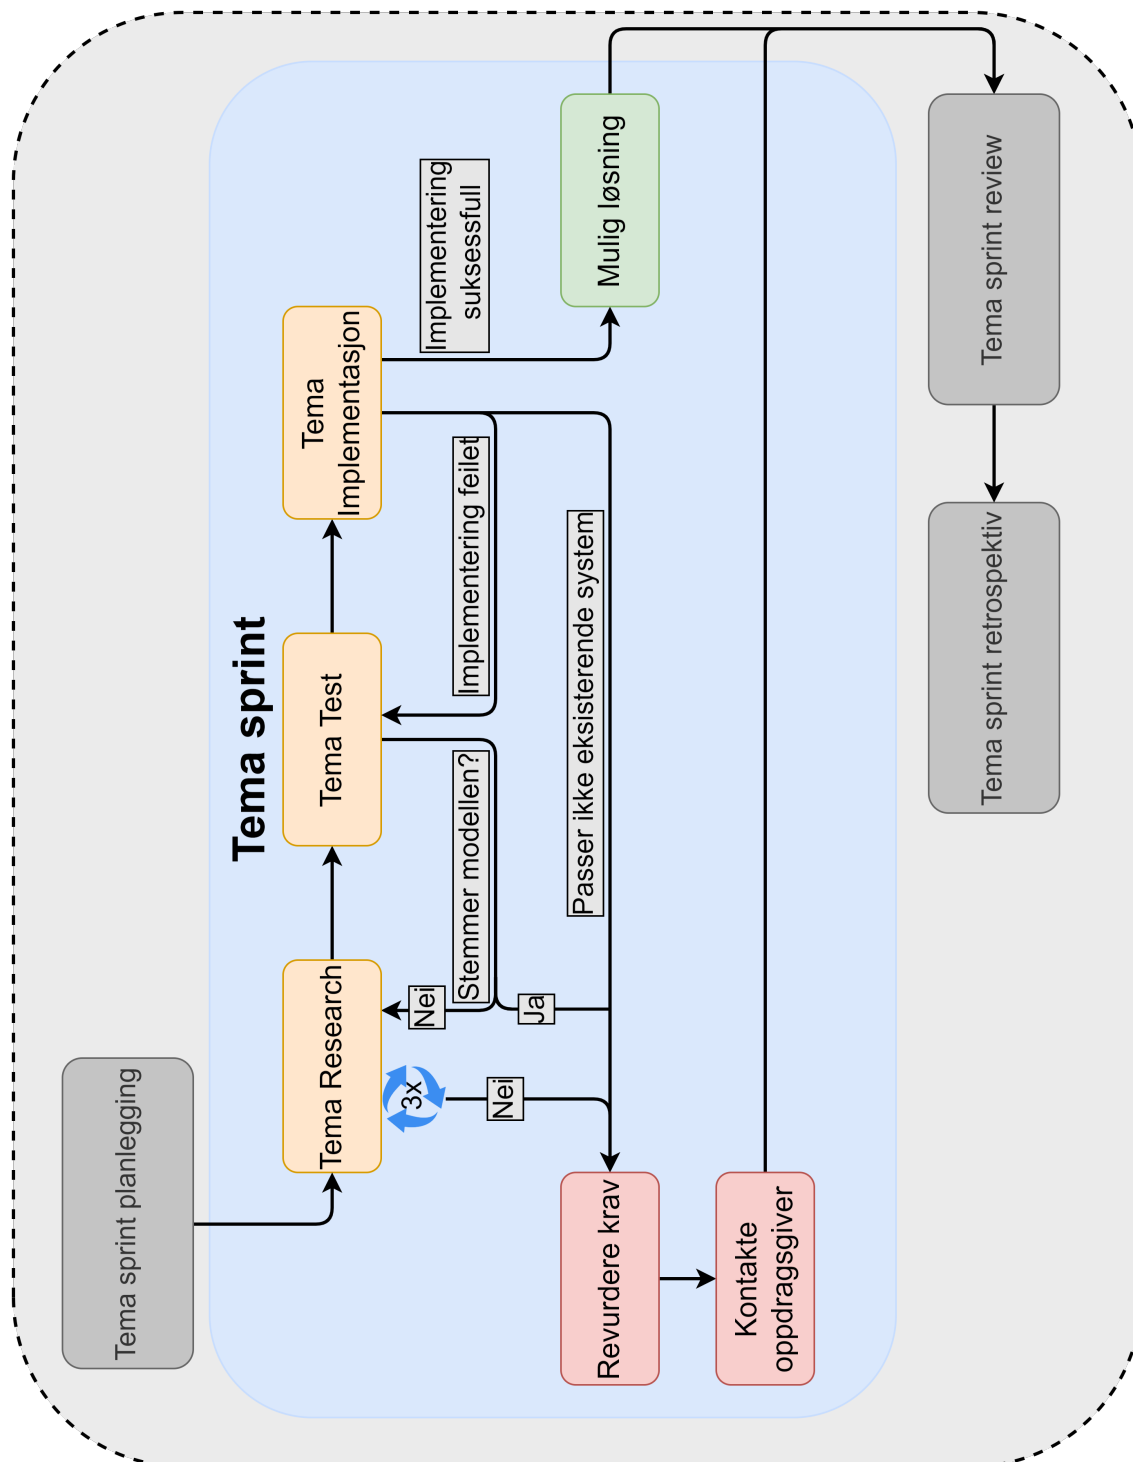 Tema sprint planlegging
Tema sprint
Tema Research
Tema Test
Tema
Implementasjon
3x
Nei
Nei
Stemmer modellen?
Ja
Implementering feilet
Implementering
suksessfull
Passer ikke eksisterende system
Revurdere krav
Mulig løsning
Kontakte
oppdragsgiver
Tema sprint retrospektiv
Tema sprint review